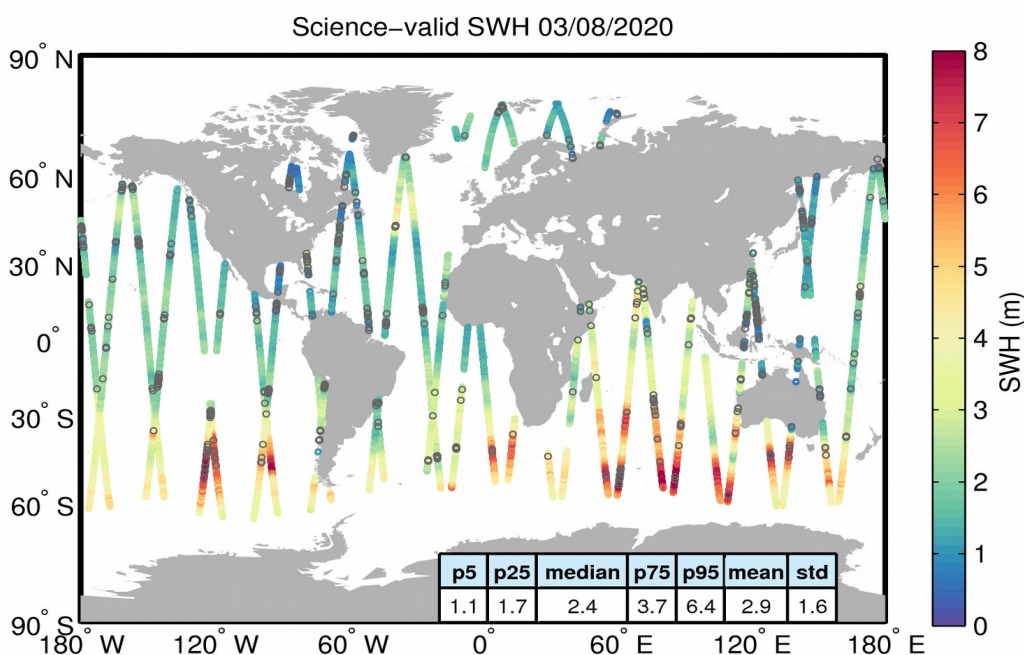 Science−valid SWH 03/08/2020
90° N
60° N
30° N
0°
30° S
60° S
90° S
180° W
120° W
60° W
0°
60° E
120° E
180° E
p5 p25 median p75 p95 mean std
1.1 1.7 2.4 3.7 6.4 2.9 1.6
8
7
6
5
4
3
2
1
0
SWH (m)